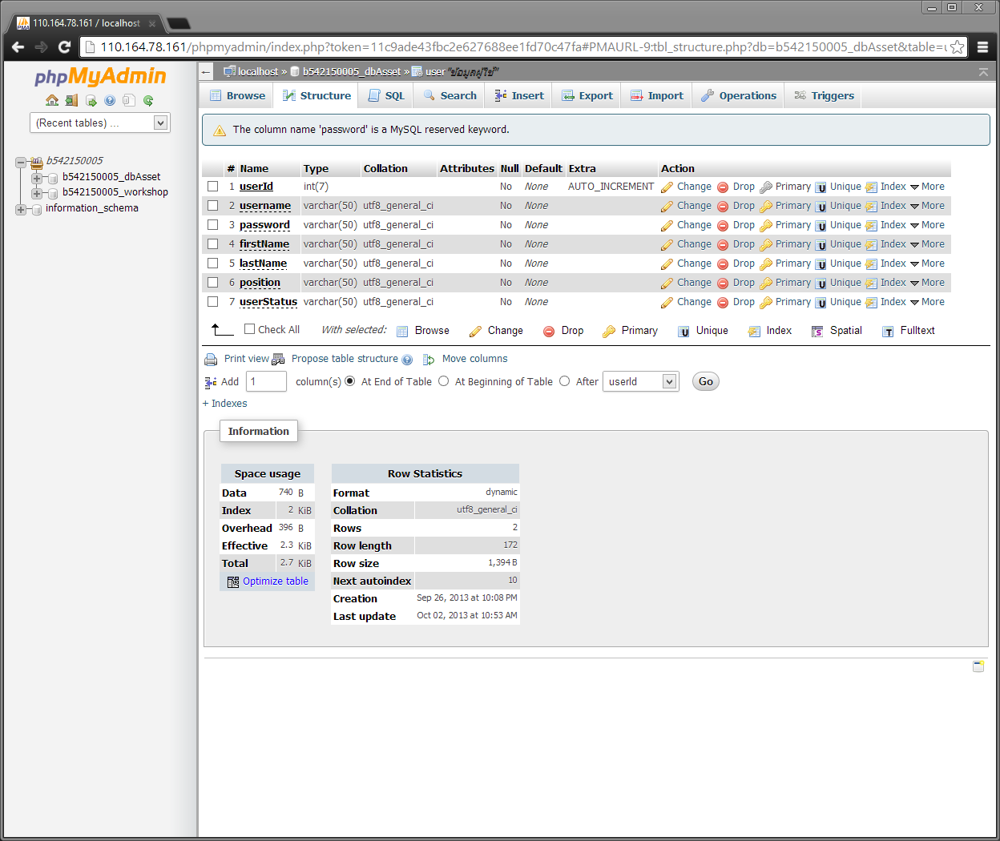 110.164.78.161 / localhost
110.164.78.161/phpmyadmin/index.php?token=11c9ade43fbc2e627688ee1fd70c47fa#PMAURL-9:tbl_structure.php?db=b542150005_dbAsset&table=u
phpMyAdmin
(Recent tables) ...
b542150005
b542150005_dbAsset
b542150005_workshop
information_schema
localhost » b542150005_dbAsset » user "ข้อมูลผู้ใช้"
Browse Structure SQL Search Insert Export Import Operations Triggers
The column name 'password' is a MySQL reserved keyword.
# Name Type Collation Attributes Null Default Extra Action
1 userId int(7) No None AUTO_INCREMENT Change Drop Primary Unique Index More
2 username varchar(50) utf8_general_ci No None Change Drop Primary Unique Index More
3 password varchar(50) utf8_general_ci No None Change Drop Primary Unique Index More
4 firstName varchar(50) utf8_general_ci No None Change Drop Primary Unique Index More
5 lastName varchar(50) utf8_general_ci No None Change Drop Primary Unique Index More
6 position varchar(50) utf8_general_ci No None Change Drop Primary Unique Index More
7 userStatus varchar(50) utf8_general_ci No None Change Drop Primary Unique Index More
Check All With selected: Browse Change Drop Primary Unique Index Spatial Fulltext
Print view Propose table structure Move columns
Add 1 column(s) At End of Table At Beginning of Table After userId Go
+ Indexes
Information
Space usage
Data 740 B
Index 2 KiB
Overhead 396 B
Effective 2.3 KiB
Total 2.7 KiB
Optimize table
Row Statistics
Format dynamic
Collation utf8_general_ci
Rows 2
Row length 172
Row size 1,394 B
Next autoindex 10
Creation Sep 26, 2013 at 10:08 PM
Last update Oct 02, 2013 at 10:53 AM